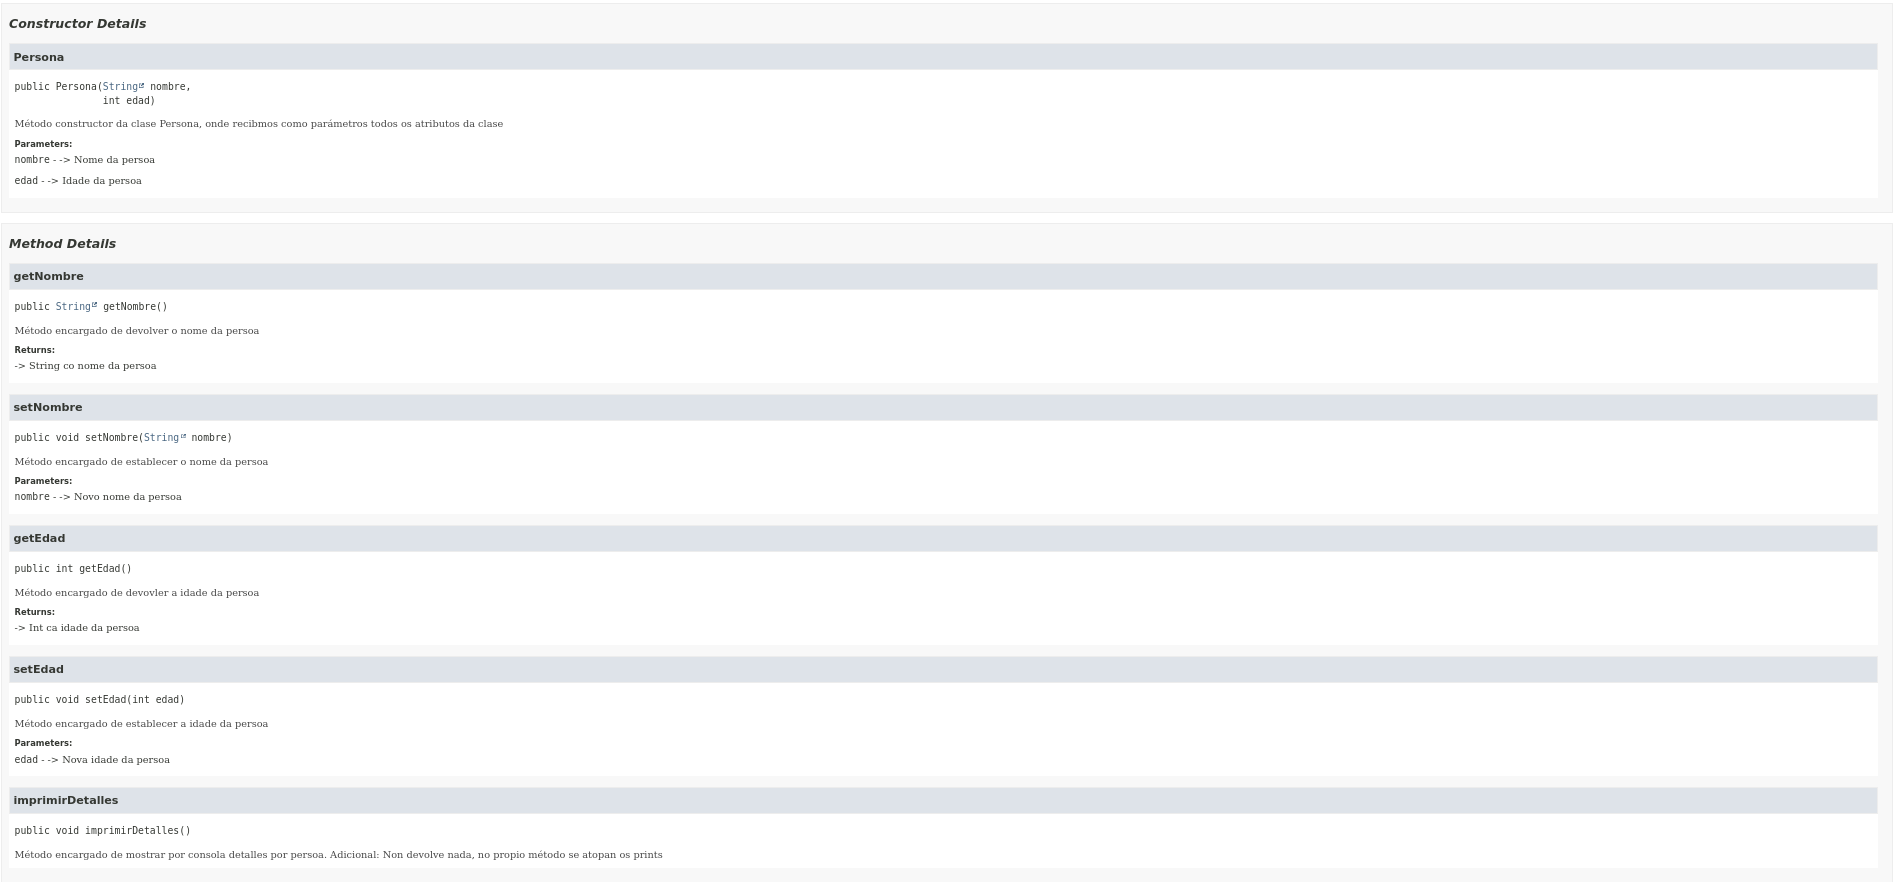 Constructor Details
Persona
public Persona(String nombre,
int edad)
Método constructor da clase Persona, onde recibmos como parámetros todos os atributos da clase
Parameters:
nombre - -> Nome da persoa
edad - -> Idade da persoa
Method Details
getNombre
public String getNombre()
Método encargado de devolver o nome da persoa
Returns:
-> String co nome da persoa
setNombre
public void setNombre(String nombre)
Método encargado de establecer o nome da persoa
Parameters:
nombre - -> Novo nome da persoa
getEdad
public int getEdad()
Método encargado de devovler a idade da persoa
Returns:
-> Int ca idade da persoa
setEdad
public void setEdad(int edad)
Método encargado de establecer a idade da persoa
Parameters:
edad - -> Nova idade da persoa
imprimirDetalles
public void imprimirDetalles()
Método encargado de mostrar por consola detalles por persoa. Adicional: Non devolve nada, no propio método se atopan os prints